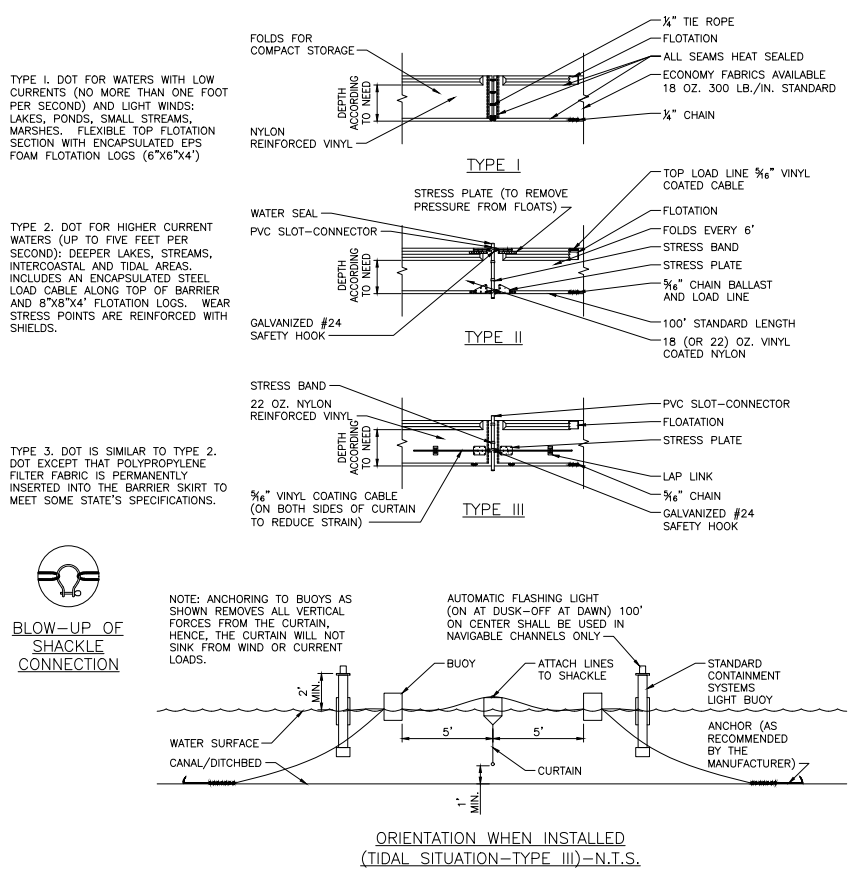 TYPE 1. DOT FOR WATERS WITH LOW
CURRENTS (NO MORE THAN ONE FOOT
PER SECOND) AND LIGHT WINDS:
LAKES, PONDS, SMALL STREAMS,
MARSHES. FLEXIBLE TOP FLOTATION
SECTION WITH ENCAPSULATED EPS
FOAM FLOTATION LOGS (6"X6"X4')
FOLDS FOR
COMPACT STORAGE
DEPTH
ACCORDING
TO NEED
NYLON
REINFORCED VINYL
¼" TIE ROPE
FLOTATION
ALL SEAMS HEAT SEALED
ECONOMY FABRICS AVAILABLE
18 OZ. 300 LB./IN. STANDARD
¼" CHAIN
TYPE I
TYPE 2. DOT FOR HIGHER CURRENT
WATERS (UP TO FIVE FEET PER
SECOND): DEEPER LAKES, STREAMS,
INTERCOASTAL AND TIDAL AREAS.
INCLUDES AN ENCAPSULATED STEEL
LOAD CABLE ALONG TOP OF BARRIER
AND 8"X8"X4' FLOTATION LOGS. WEAR
STRESS POINTS ARE REINFORCED WITH
SHIELDS.
STRESS PLATE (TO REMOVE
PRESSURE FROM FLOATS)
WATER SEAL
PVC SLOT-CONNECTOR
DEPTH
ACCORDING
TO NEED
GALVANIZED #24
SAFETY HOOK
TOP LOAD LINE 5/16" VINYL
COATED CABLE
FLOTATION
FOLDS EVERY 6'
STRESS BAND
STRESS PLATE
5/16" CHAIN BALLAST
AND LOAD LINE
100' STANDARD LENGTH
18 (OR 22) OZ. VINYL
COATED NYLON
TYPE II
TYPE 3. DOT IS SIMILAR TO TYPE 2.
DOT EXCEPT THAT POLYPROPYLENE
FILTER FABRIC IS PERMANENTLY
INSERTED INTO THE BARRIER SKIRT TO
MEET SOME STATE'S SPECIFICATIONS.
STRESS BAND
22 OZ. NYLON
REINFORCED VINYL
DEPTH
ACCORDING
TO NEED
5/16" VINYL COATING CABLE
(ON BOTH SIDES OF CURTAIN
TO REDUCE STRAIN)
PVC SLOT-CONNECTOR
FLOATATION
STRESS PLATE
LAP LINK
5/16" CHAIN
GALVANIZED #24
SAFETY HOOK
TYPE III
BLOW-UP OF
SHACKLE
CONNECTION
NOTE: ANCHORING TO BUOYS AS
SHOWN REMOVES ALL VERTICAL
FORCES FROM THE CURTAIN,
HENCE, THE CURTAIN WILL NOT
SINK FROM WIND OR CURRENT
LOADS.
AUTOMATIC FLASHING LIGHT
(ON AT DUSK-OFF AT DAWN) 100'
ON CENTER SHALL BE USED IN
NAVIGABLE CHANNELS ONLY
2'
MIN.
BUOY
ATTACH LINES
TO SHACKLE
STANDARD
CONTAINMENT
SYSTEMS
LIGHT BUOY
5'
5'
WATER SURFACE
CANAL/DITCHBED
CURTAIN
ANCHOR (AS
RECOMMENDED
BY THE
MANUFACTURER)
1'
MIN.
ORIENTATION WHEN INSTALLED
(TIDAL SITUATION-TYPE III)-N.T.S.